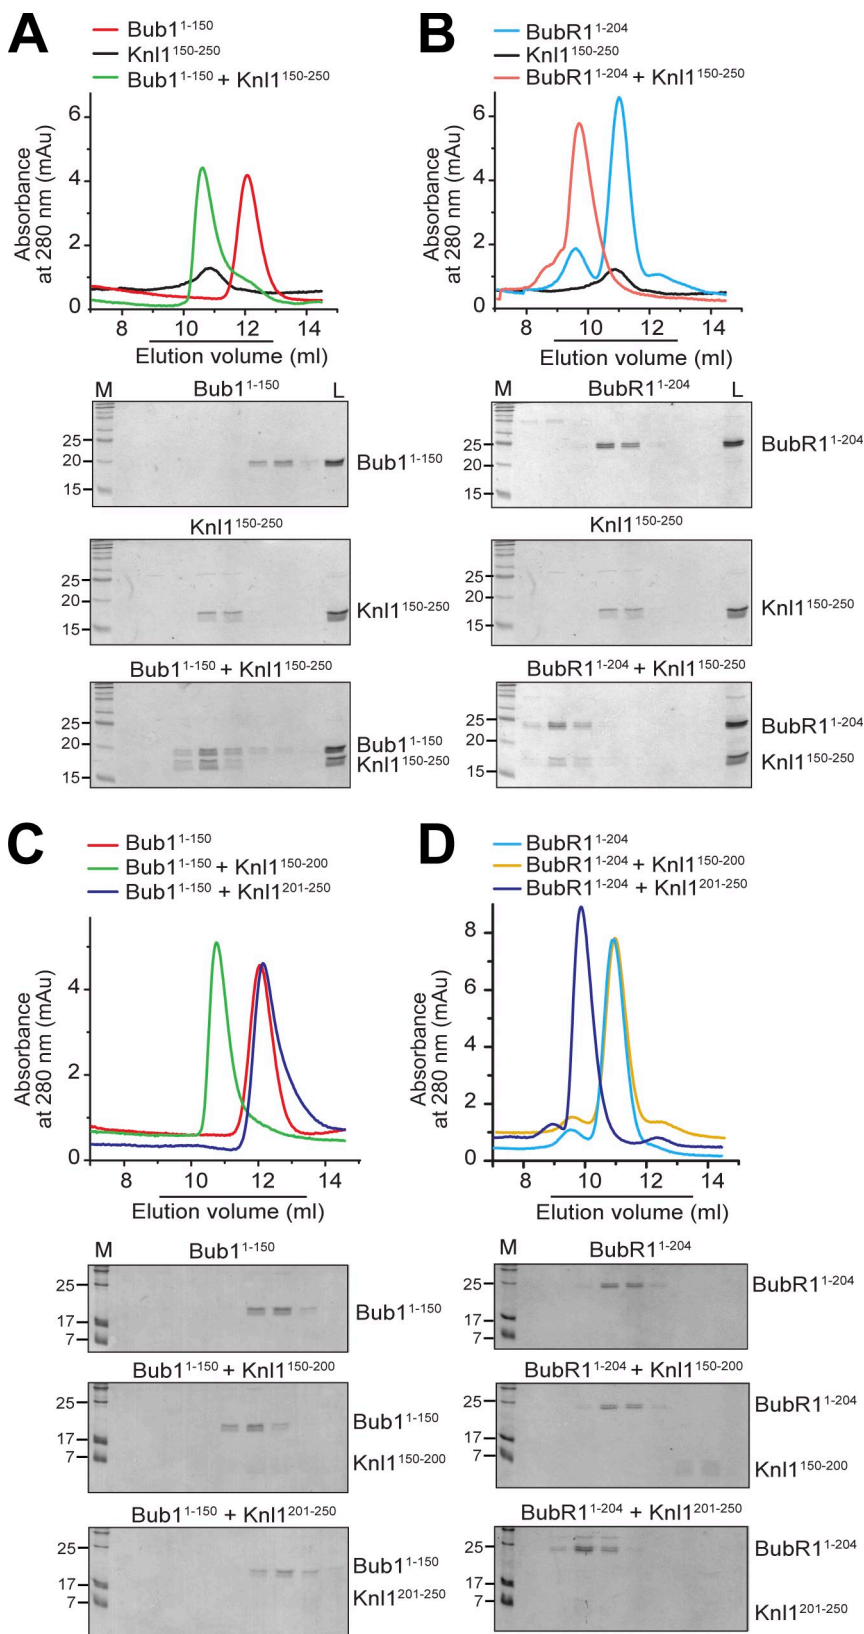 A
Bub1¹⁻¹⁵⁰
Knl1¹⁵⁰⁻²⁵⁰
Bub1¹⁻¹⁵⁰ + Knl1¹⁵⁰⁻²⁵⁰
Absorbance
at 280 nm (mAu)
6
4
2
0
8 10 12 14
Elution volume (ml)
M Bub1¹⁻¹⁵⁰ L
25
20
15
Bub1¹⁻¹⁵⁰
Knl1¹⁵⁰⁻²⁵⁰
25
20
15
Knl1¹⁵⁰⁻²⁵⁰
Bub1¹⁻¹⁵⁰ + Knl1¹⁵⁰⁻²⁵⁰
25
20
15
Bub1¹⁻¹⁵⁰
Knl1¹⁵⁰⁻²⁵⁰
B
BubR1¹⁻²⁰⁴
Knl1¹⁵⁰⁻²⁵⁰
BubR1¹⁻²⁰⁴ + Knl1¹⁵⁰⁻²⁵⁰
Absorbance
at 280 nm (mAu)
6
4
2
0
8 10 12 14
Elution volume (ml)
M BubR1¹⁻²⁰⁴ L
25
20
15
BubR1¹⁻²⁰⁴
Knl1¹⁵⁰⁻²⁵⁰
25
20
15
Knl1¹⁵⁰⁻²⁵⁰
BubR1¹⁻²⁰⁴ + Knl1¹⁵⁰⁻²⁵⁰
25
20
15
BubR1¹⁻²⁰⁴
Knl1¹⁵⁰⁻²⁵⁰
C
Bub1¹⁻¹⁵⁰
Bub1¹⁻¹⁵⁰ + Knl1¹⁵⁰⁻²⁰⁰
Bub1¹⁻¹⁵⁰ + Knl1²⁰¹⁻²⁵⁰
Absorbance
at 280 nm (mAu)
4
2
0
8 10 12 14
Elution volume (ml)
M Bub1¹⁻¹⁵⁰
25
17
7
Bub1¹⁻¹⁵⁰
Bub1¹⁻¹⁵⁰ + Knl1¹⁵⁰⁻²⁰⁰
25
17
7
Bub1¹⁻¹⁵⁰
Knl1¹⁵⁰⁻²⁰⁰
Bub1¹⁻¹⁵⁰ + Knl1²⁰¹⁻²⁵⁰
25
17
7
Bub1¹⁻¹⁵⁰
Knl1²⁰¹⁻²⁵⁰
D
BubR1¹⁻²⁰⁴
BubR1¹⁻²⁰⁴ + Knl1¹⁵⁰⁻²⁰⁰
BubR1¹⁻²⁰⁴ + Knl1²⁰¹⁻²⁵⁰
Absorbance
at 280 nm (mAu)
8
6
4
2
0
8 10 12 14
Elution volume (ml)
M BubR1¹⁻²⁰⁴
25
17
7
BubR1¹⁻²⁰⁴
BubR1¹⁻²⁰⁴ + Knl1¹⁵⁰⁻²⁰⁰
25
17
7
BubR1¹⁻²⁰⁴
Knl1¹⁵⁰⁻²⁰⁰
BubR1¹⁻²⁰⁴ + Knl1²⁰¹⁻²⁵⁰
25
17
7
BubR1¹⁻²⁰⁴
Knl1²⁰¹⁻²⁵⁰